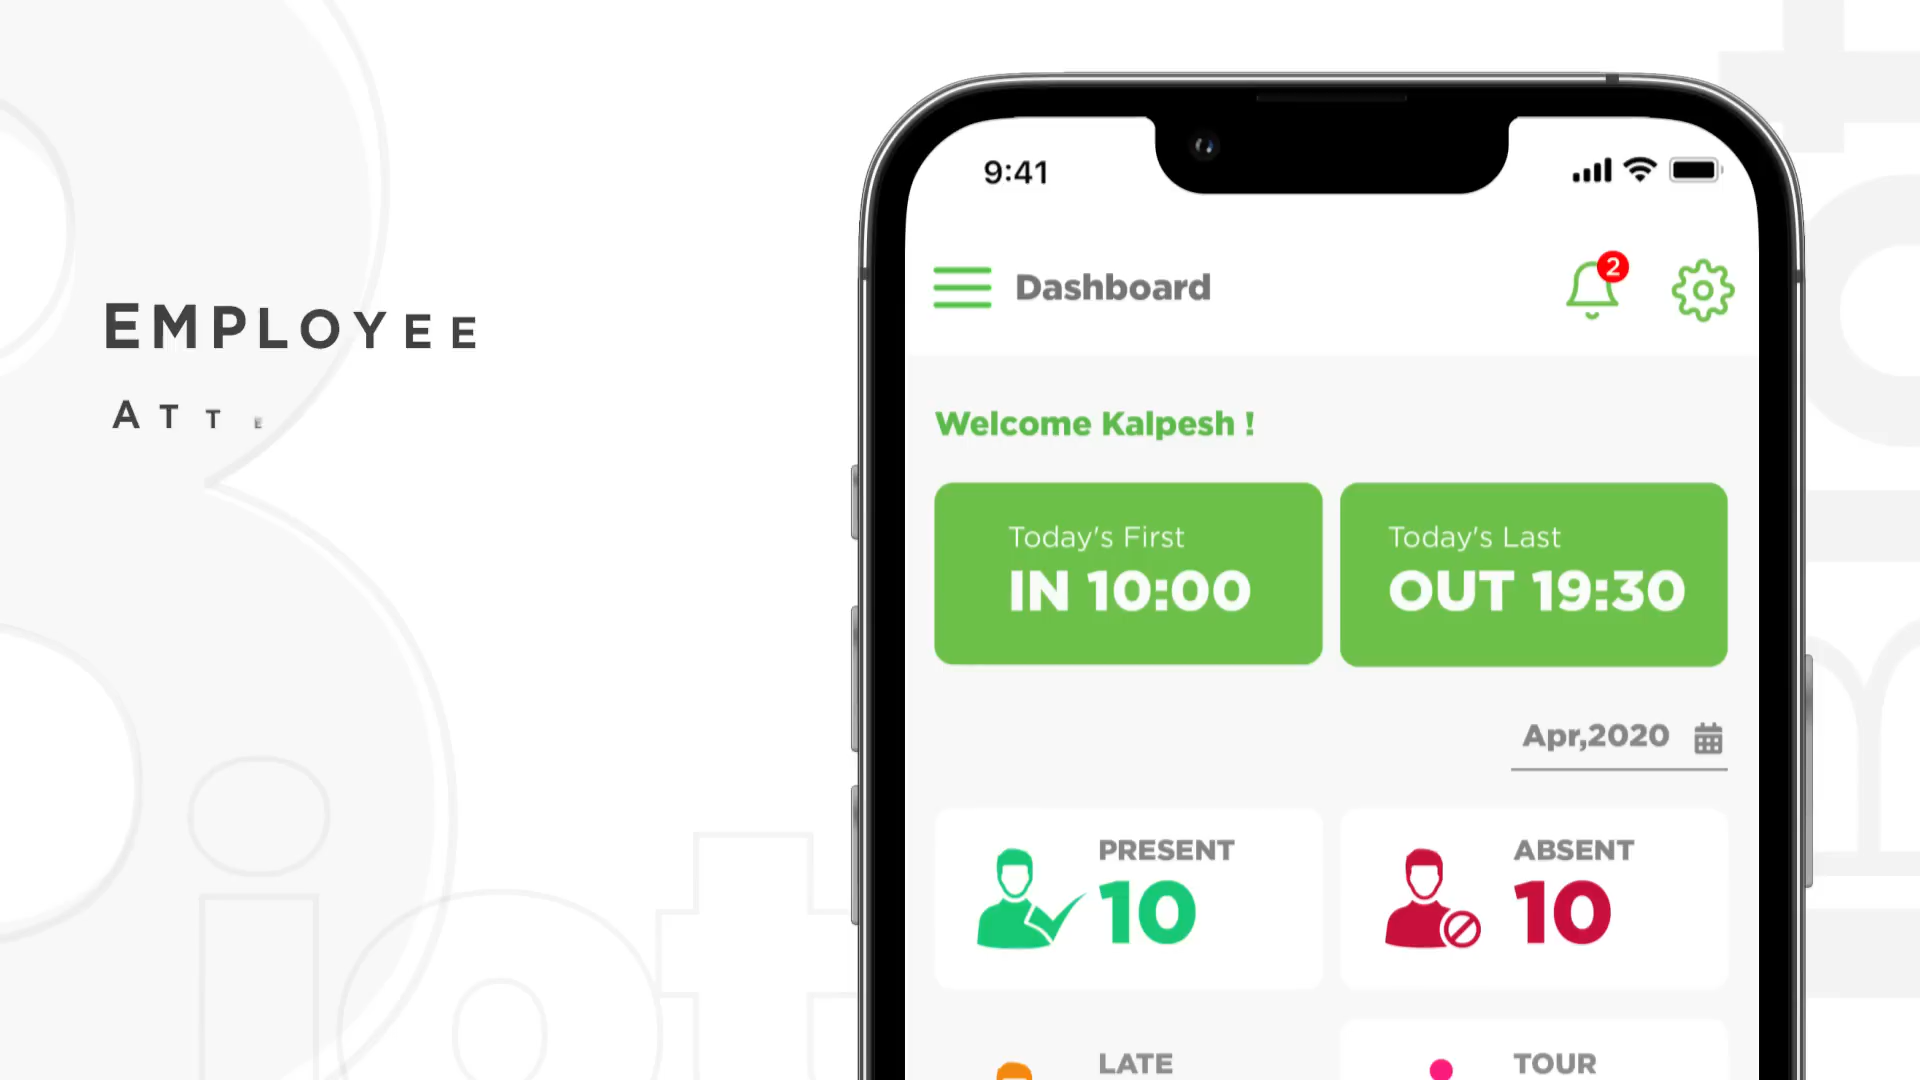 EMPLOYEE
ATTE
9:41
Dashboard
2
Welcome Kalpesh !
Today's First
IN 10:00
Today's Last
OUT 19:30
Apr,2020
PRESENT
10
ABSENT
10
LATE
TOUR